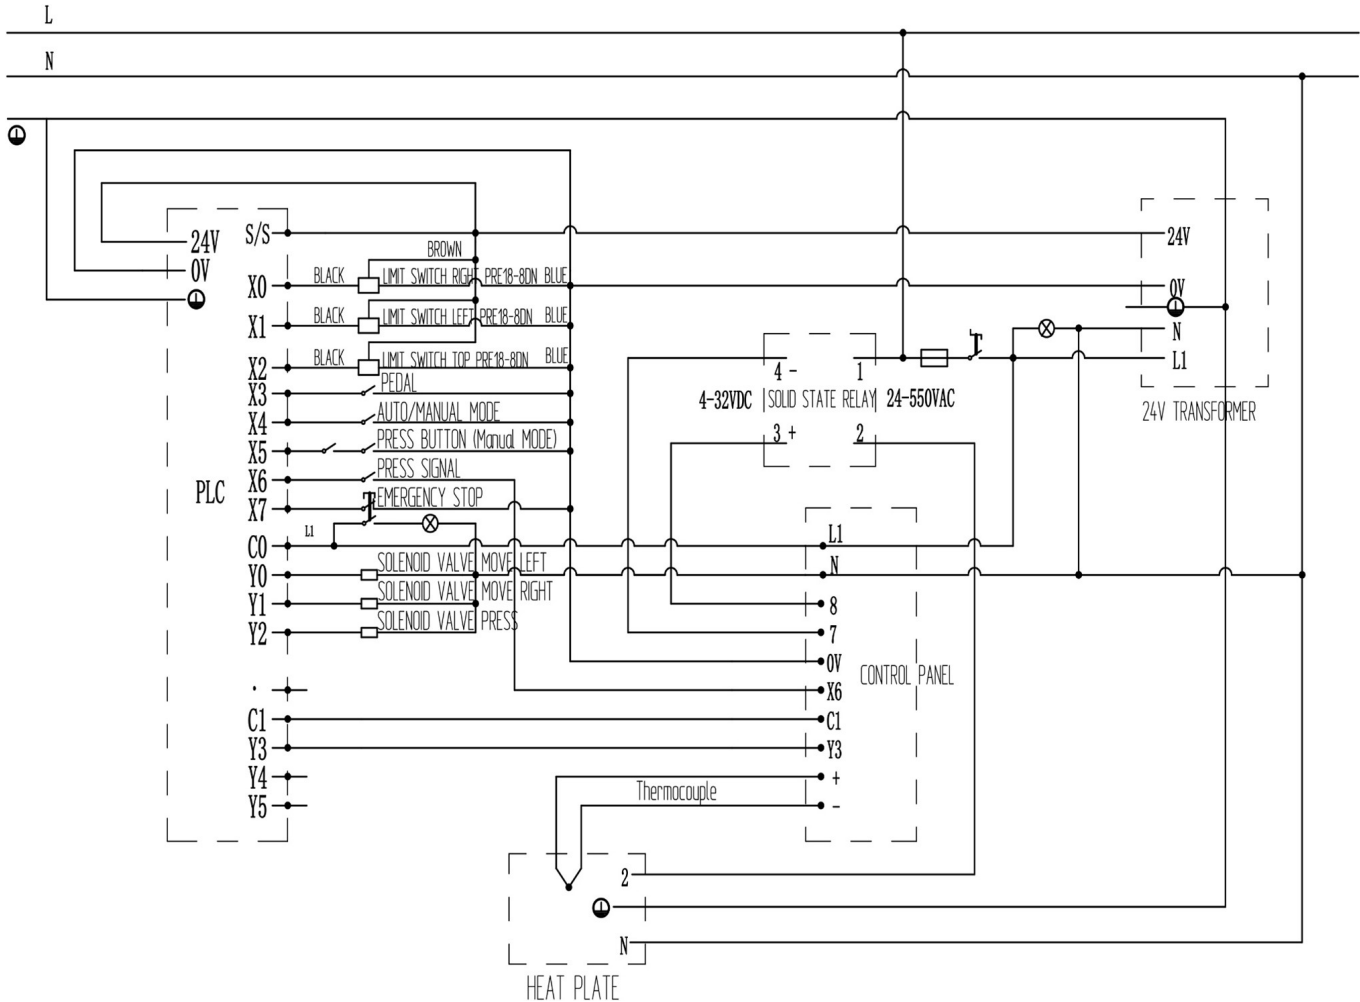 L
N
24V
S/S
24V
0V
BROWN
X0
BLACK
LIMIT SWITCH RIGHT PRE18-8DN
BLUE
0V
X1
BLACK
LIMIT SWITCH LEFT PRE18-8DN
BLUE
N
X2
BLACK
LIMIT SWITCH TOP PRE18-8DN
BLUE
L1
X3
PEDAL
4 -
1
4-32VDC
SOLID STATE RELAY
24-550VAC
24V TRANSFORMER
X4
AUTO/MANUAL MODE
3 +
2
X5
PRESS BUTTON (Manual MODE)
X6
PRESS SIGNAL
PLC
X7
EMERGENCY STOP
L1
L1
C0
N
Y0
SOLENOID VALVE MOVE LEFT
Y1
SOLENOID VALVE MOVE RIGHT
8
Y2
SOLENOID VALVE PRESS
7
0V
CONTROL PANEL
.
X6
C1
C1
Y3
Y3
Y4
+
Y5
Thermocouple
-
2
N
HEAT PLATE